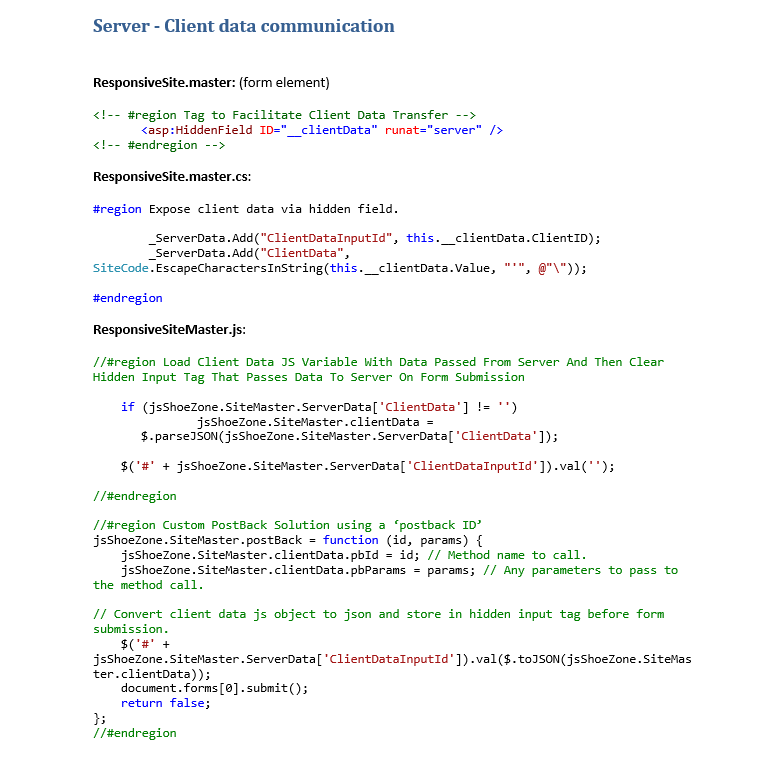 Server - Client data communication
ResponsiveSite.master: (form element)
<!-- #region Tag to Facilitate Client Data Transfer -->
<asp:HiddenField ID="__clientData" runat="server" />
<!-- #endregion -->
ResponsiveSite.master.cs:
#region Expose client data via hidden field.
_ServerData.Add("ClientDataInputId", this.__clientData.ClientID);
_ServerData.Add("ClientData",
SiteCode.EscapeCharactersInString(this.__clientData.Value, "'", @"\"));
#endregion
ResponsiveSiteMaster.js:
//#region Load Client Data JS Variable With Data Passed From Server And Then Clear
Hidden Input Tag That Passes Data To Server On Form Submission
if (jsShoeZone.SiteMaster.ServerData['ClientData'] != '')
jsShoeZone.SiteMaster.clientData =
$.parseJSON(jsShoeZone.SiteMaster.ServerData['ClientData']);
$('#' + jsShoeZone.SiteMaster.ServerData['ClientDataInputId']).val('');
//#endregion
//#region Custom PostBack Solution using a ‘postback ID’
jsShoeZone.SiteMaster.postBack = function (id, params) {
jsShoeZone.SiteMaster.clientData.pbId = id; // Method name to call.
jsShoeZone.SiteMaster.clientData.pbParams = params; // Any parameters to pass to
the method call.
// Convert client data js object to json and store in hidden input tag before form
submission.
$('#' +
jsShoeZone.SiteMaster.ServerData['ClientDataInputId']).val($.toJSON(jsShoeZone.SiteMas
ter.clientData));
document.forms[0].submit();
return false;
};
//#endregion